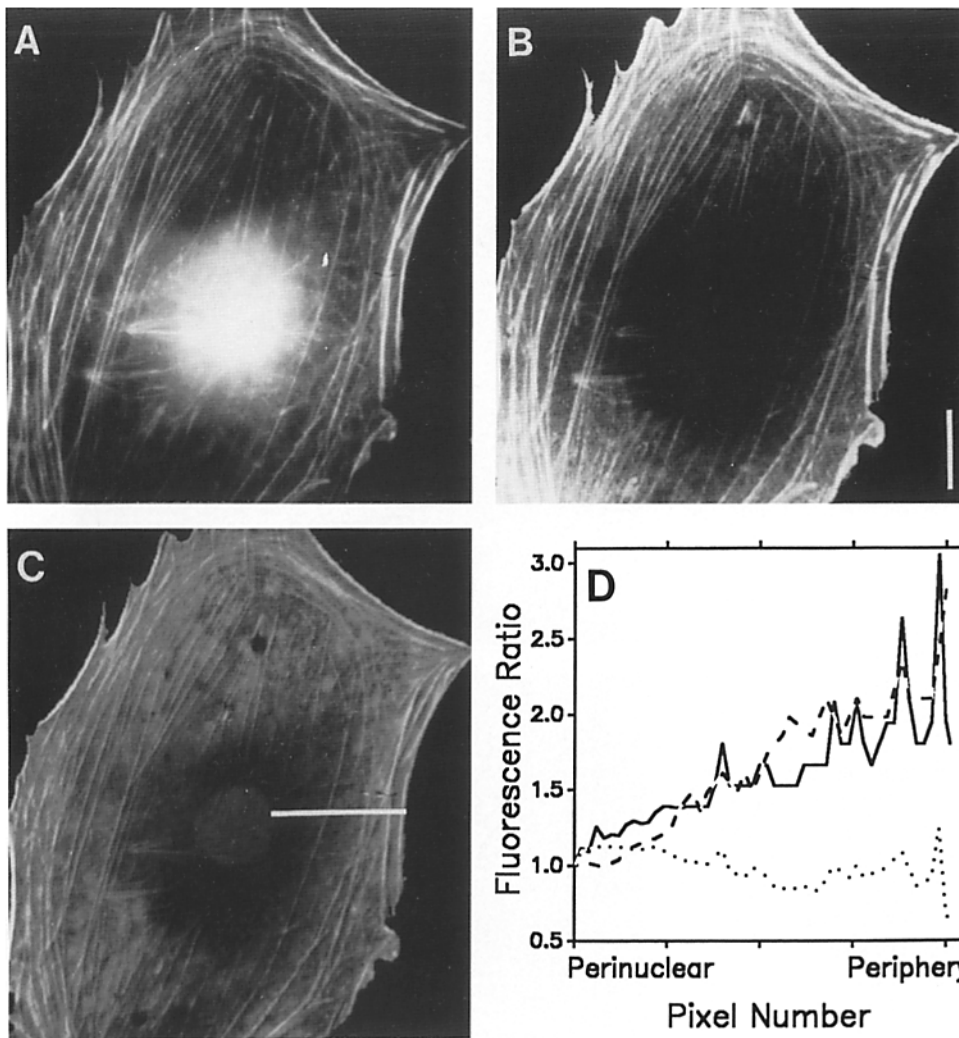 A
B
C
D
Fluorescence Ratio
3.0
2.5
2.0
1.5
1.0
0.5
Perinuclear
Periphery
Pixel Number